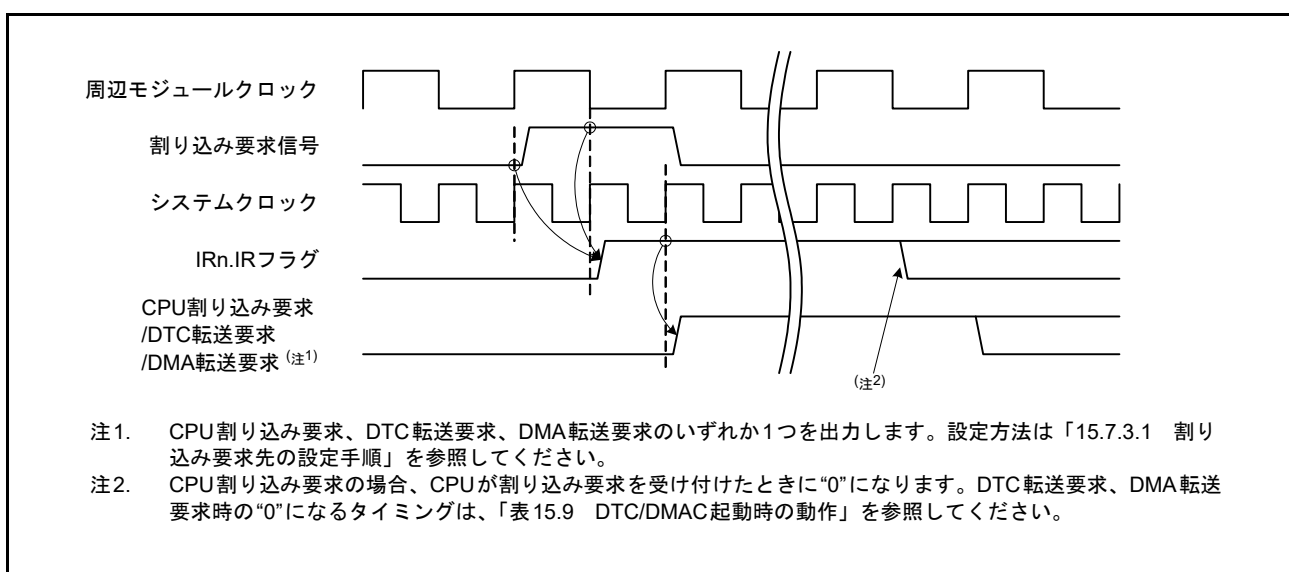 周辺モジュールクロック
割り込み要求信号
システムクロック
IRn.IRフラグ
CPU割り込み要求
/DTC転送要求
/DMA転送要求 (注1)
(注2)
注1. CPU割り込み要求、DTC転送要求、DMA転送要求のいずれか1つを出力します。設定方法は「15.7.3.1 割り
込み要求先の設定手順」を参照してください。
注2. CPU割り込み要求の場合、CPUが割り込み要求を受け付けたときに“0”になります。DTC転送要求、DMA転送
要求時の“0”になるタイミングは、「表15.9 DTC/DMAC起動時の動作」を参照してください。